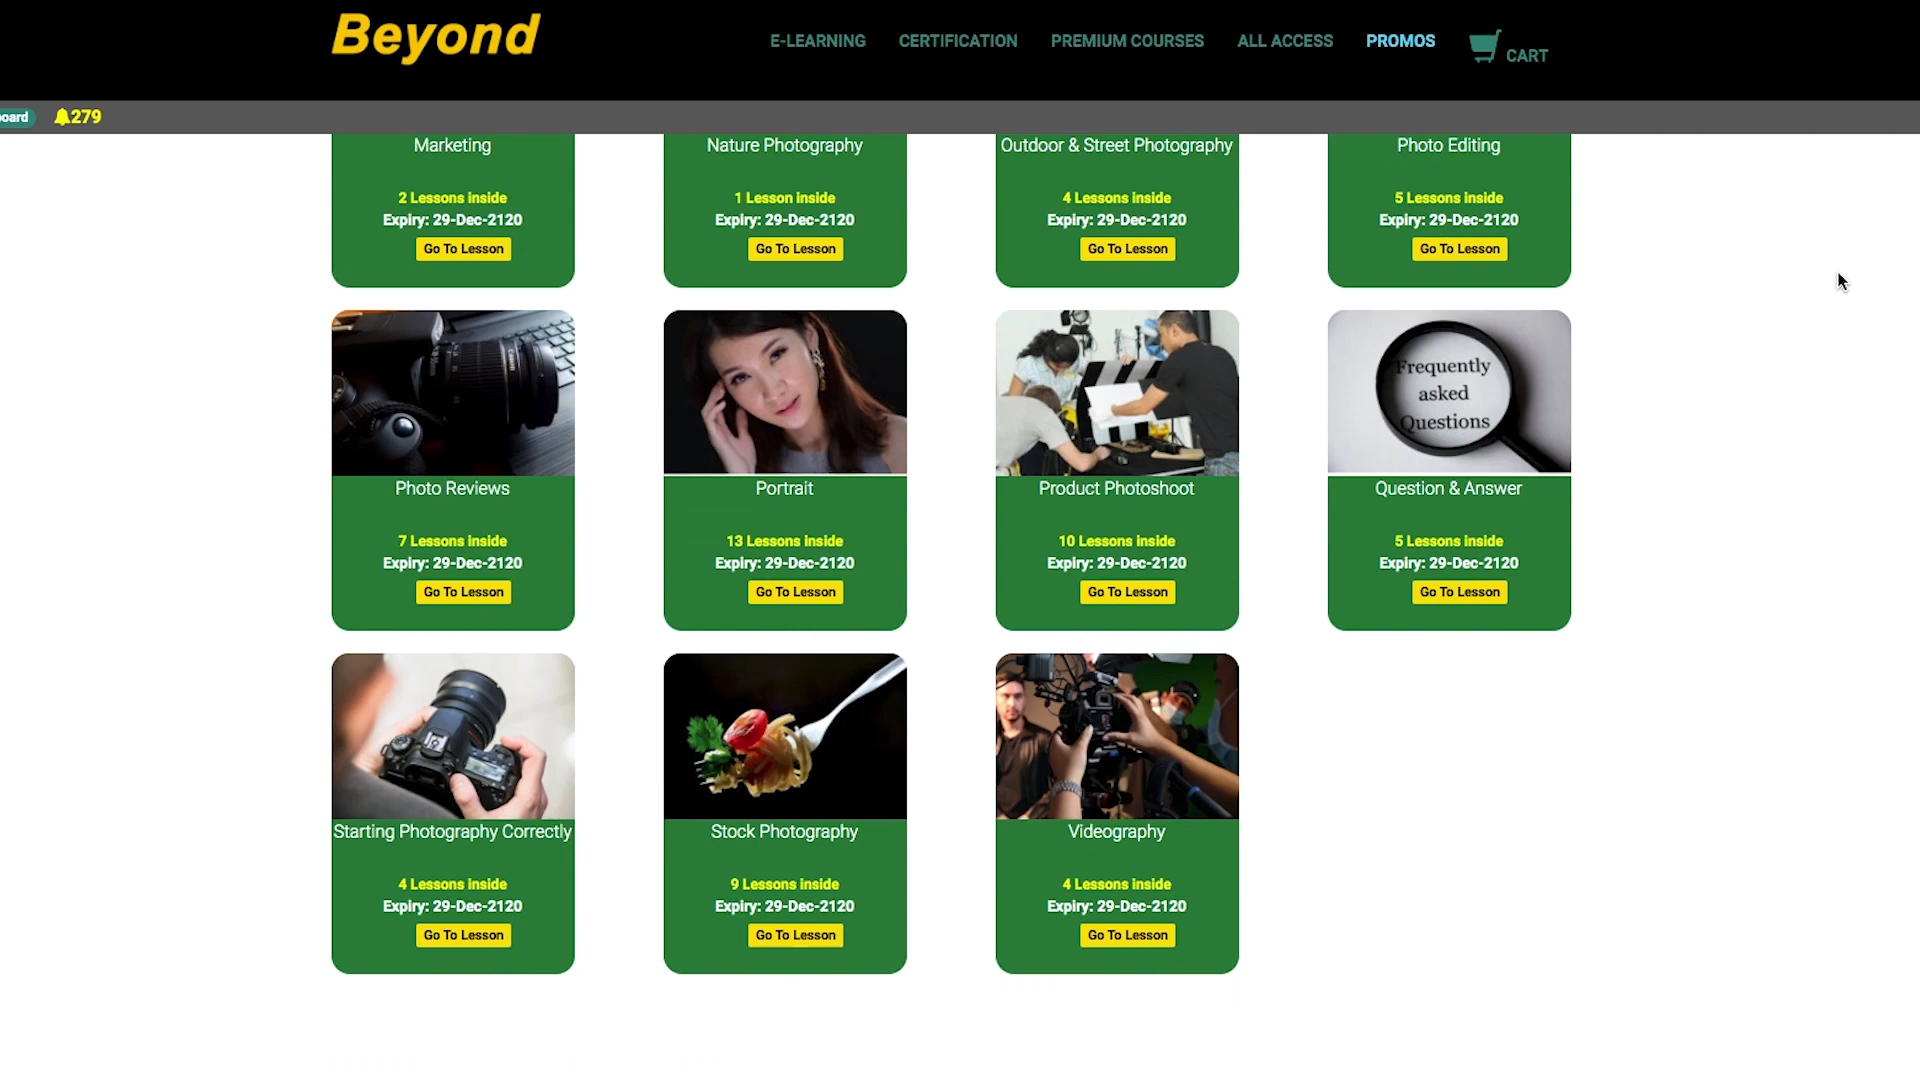 Beyond
E-LEARNING CERTIFICATION PREMIUM COURSES ALL ACCESS PROMOS CART
oard 279
Marketing
2 Lessons inside
Expiry: 29-Dec-2120
Go To Lesson
Nature Photography
1 Lesson inside
Expiry: 29-Dec-2120
Go To Lesson
Outdoor & Street Photography
4 Lessons inside
Expiry: 29-Dec-2120
Go To Lesson
Photo Editing
5 Lessons inside
Expiry: 29-Dec-2120
Go To Lesson
Photo Reviews
7 Lessons inside
Expiry: 29-Dec-2120
Go To Lesson
Portrait
13 Lessons inside
Expiry: 29-Dec-2120
Go To Lesson
Product Photoshoot
10 Lessons inside
Expiry: 29-Dec-2120
Go To Lesson
Frequently
asked
Questions
Question & Answer
5 Lessons inside
Expiry: 29-Dec-2120
Go To Lesson
Starting Photography Correctly
4 Lessons inside
Expiry: 29-Dec-2120
Go To Lesson
Stock Photography
9 Lessons inside
Expiry: 29-Dec-2120
Go To Lesson
Videography
4 Lessons inside
Expiry: 29-Dec-2120
Go To Lesson